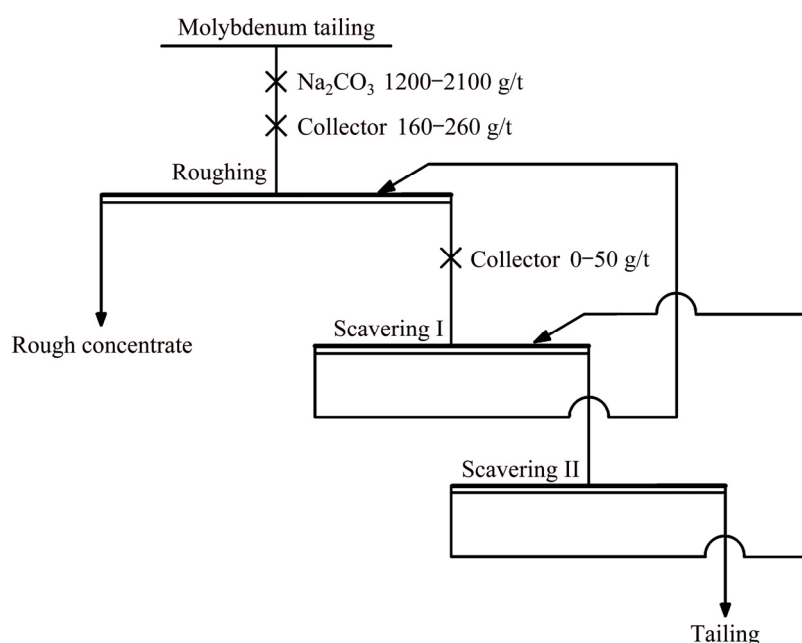 Molybdenum tailing
Na₂CO₃ 1200−2100 g/t
Collector 160−260 g/t
Roughing
Collector 0−50 g/t
Scavering I
Rough concentrate
Scavering II
Tailing